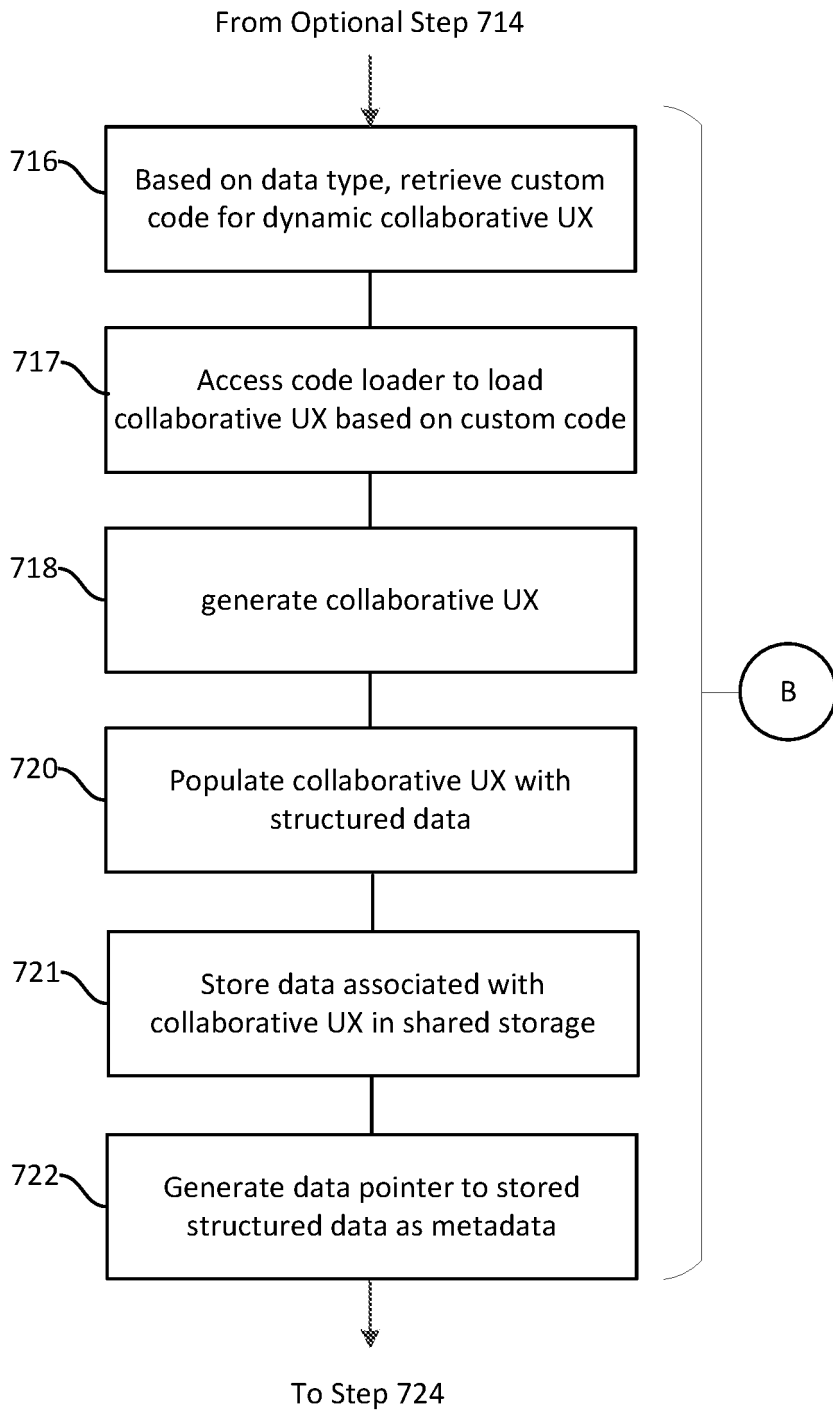 From Optional Step 714
716
Based on data type, retrieve custom
code for dynamic collaborative UX
717
Access code loader to load
collaborative UX based on custom code
718
generate collaborative UX
B
720
Populate collaborative UX with
structured data
721
Store data associated with
collaborative UX in shared storage
722
Generate data pointer to stored
structured data as metadata
To Step 724